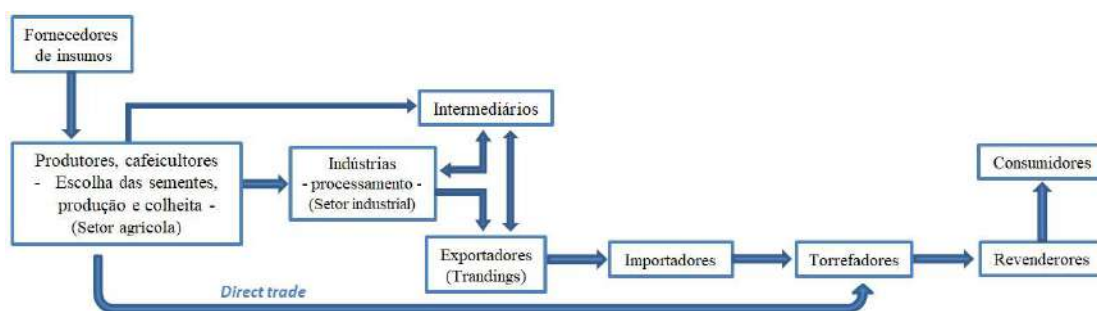 Fornecedores
de insumos
Intermediários
Produtores, cafeicultores
- Escolha das sementes,
produção e colheita -
(Setor agrícola)
Indústrias
- processamento -
(Setor industrial)
Consumidores
Exportadores
(Trandings)
Importadores
Torrefadores
Revenderores
Direct trade